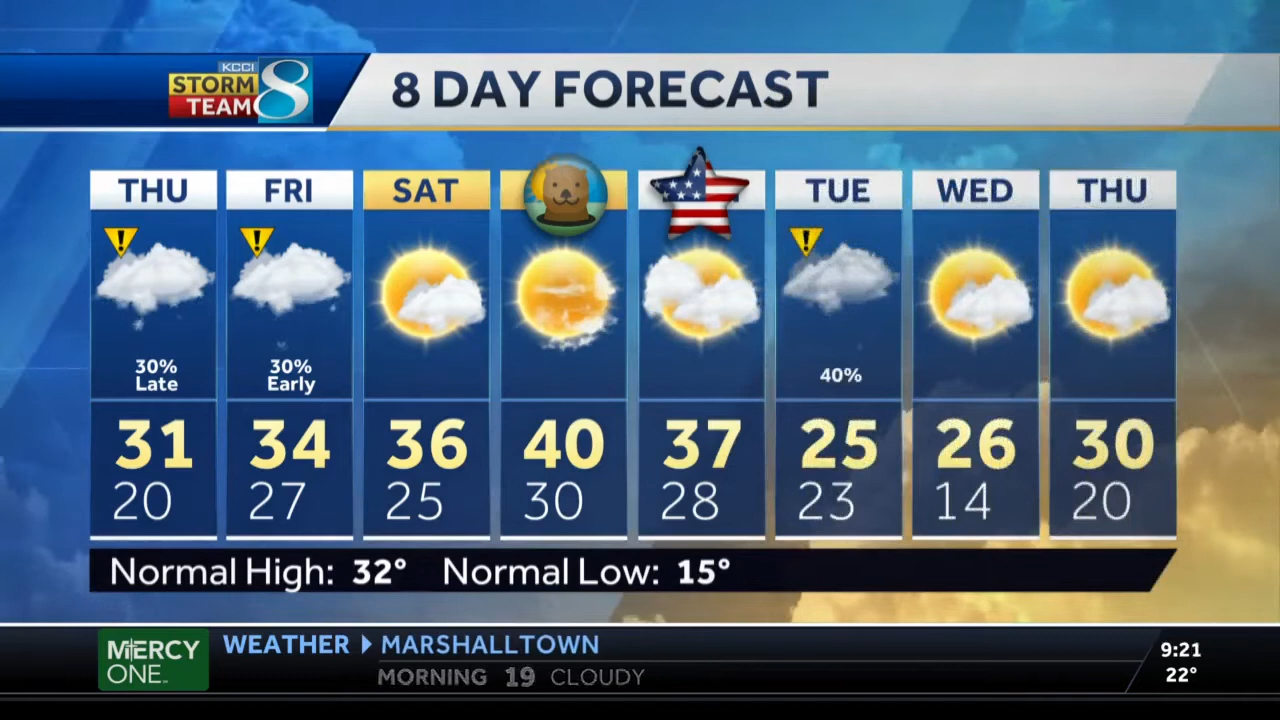 KCCI
STORM
TEAM 8
8 DAY FORECAST
THU FRI SAT TUE WED THU
! ! !
30% Late
30% Early
40%
31 34 36 40 37 25 26 30
20 27 25 30 28 23 14 20
Normal High: 32° Normal Low: 15°
MERCY
ONE
WEATHER MARSHALLTOWN
MORNING 19 CLOUDY
9:21
22°